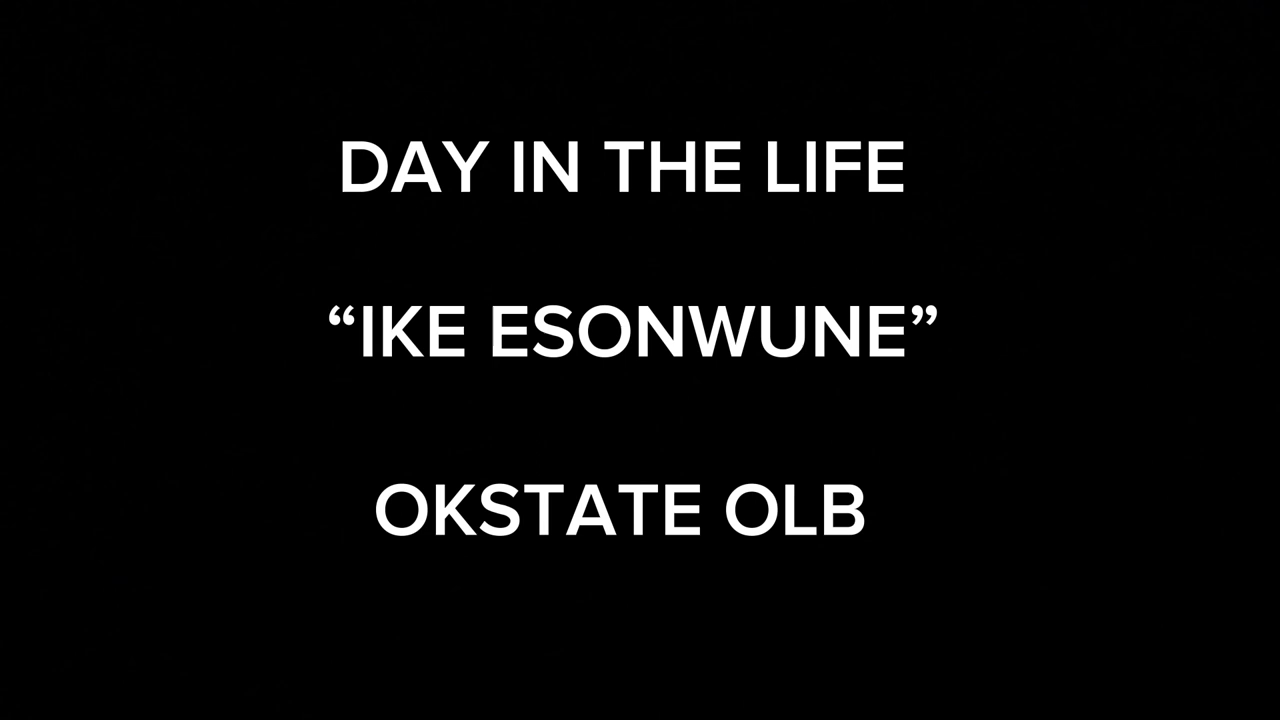 DAY IN THE LIFE
“IKE ESONWUNE”
OKSTATE OLB